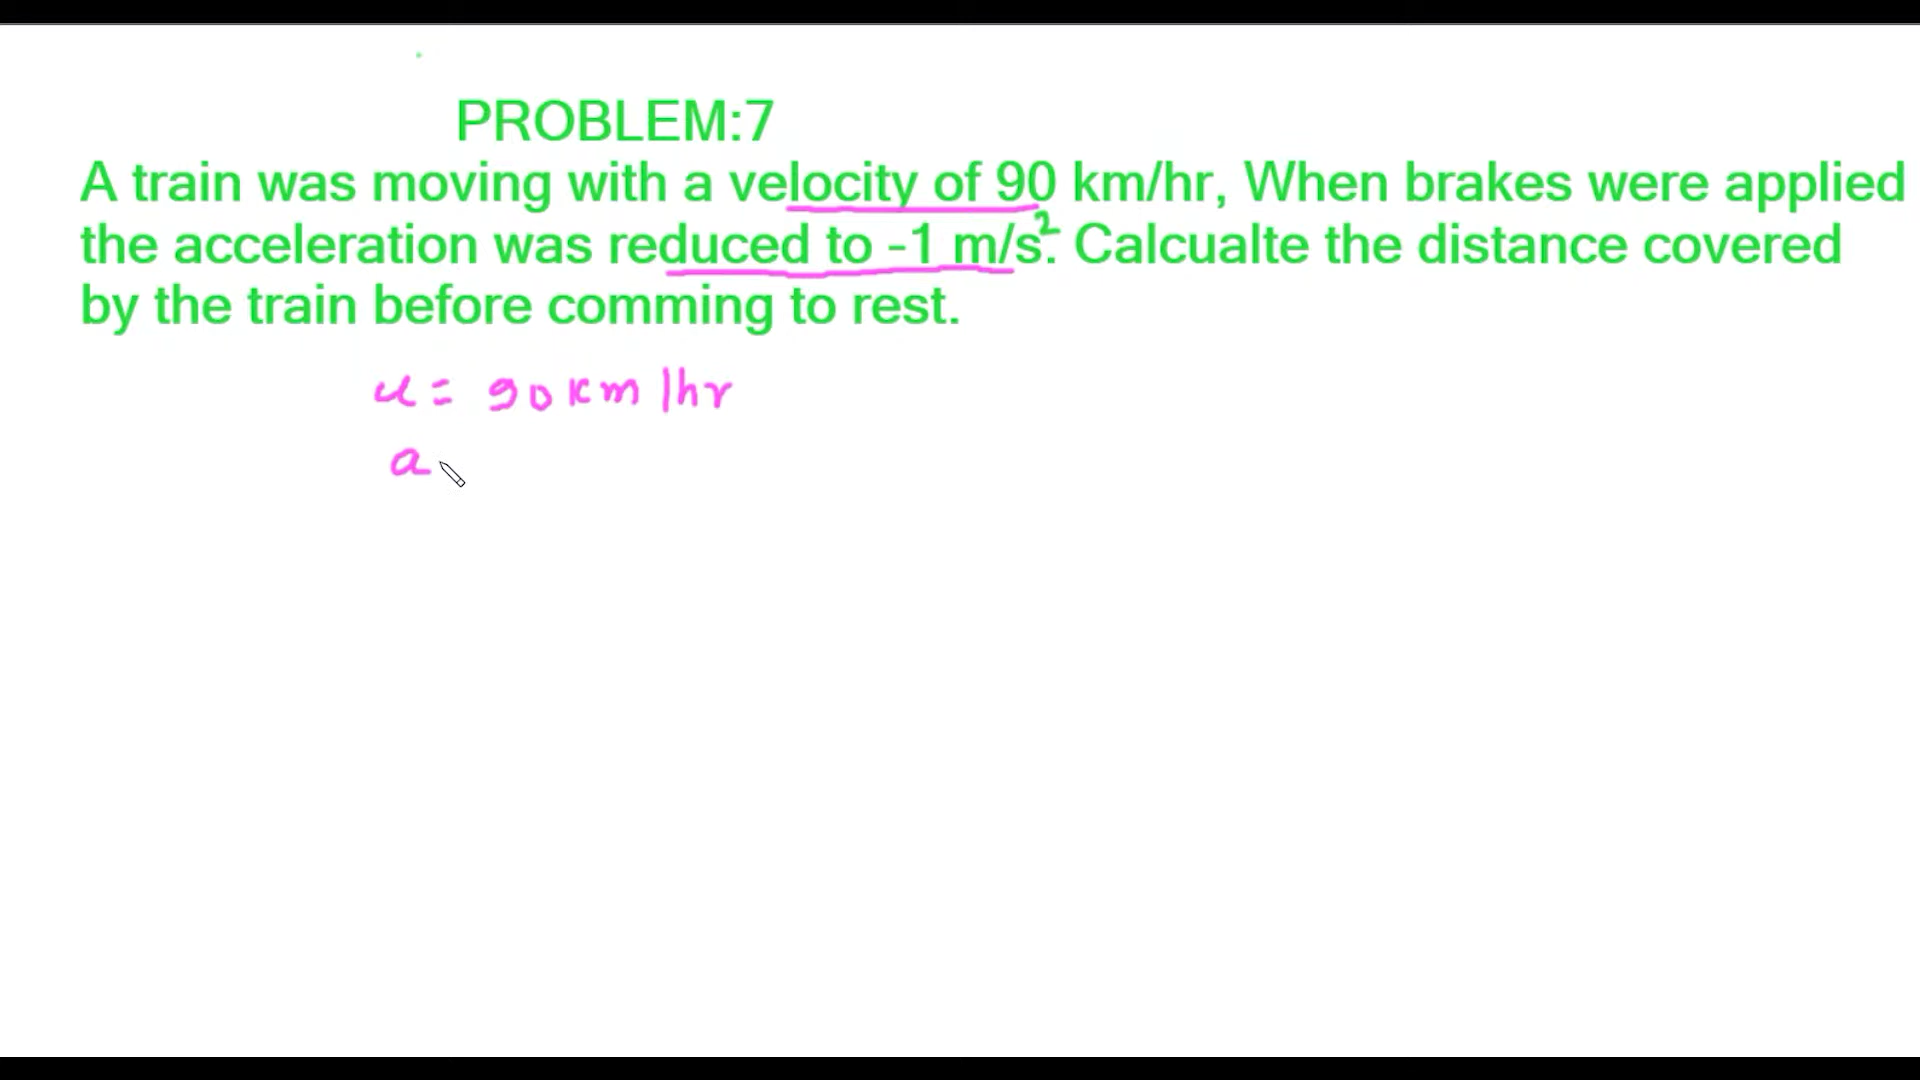 PROBLEM:7
A train was moving with a velocity of 90 km/hr, When brakes were applied
the acceleration was reduced to -1 m/s². Calcualte the distance covered
by the train before comming to rest.
u = 90 km/hr
a